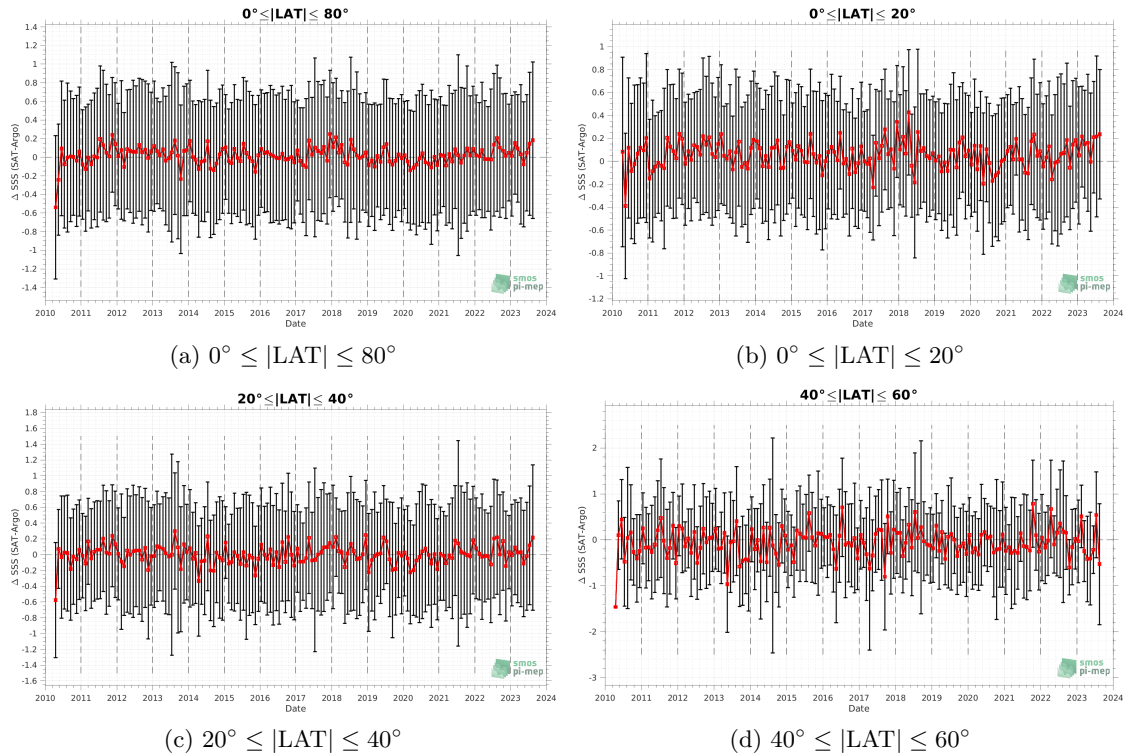 0°≤|LAT|≤ 80°
Δ SSS (SAT-Argo)
1.4
1.2
1
0.8
0.6
0.4
0.2
0
-0.2
-0.4
-0.6
-0.8
-1
-1.2
-1.4
smos
pi-mep
2010 2011 2012 2013 2014 2015 2016 2017 2018 2019 2020 2021 2022 2023 2024
Date
(a) 0° ≤ |LAT| ≤ 80°
0°≤|LAT|≤ 20°
Δ SSS (SAT-Argo)
1
0.8
0.6
0.4
0.2
0
-0.2
-0.4
-0.6
-0.8
-1
-1.2
smos
pi-mep
2010 2011 2012 2013 2014 2015 2016 2017 2018 2019 2020 2021 2022 2023 2024
Date
(b) 0° ≤ |LAT| ≤ 20°
20°≤|LAT|≤ 40°
Δ SSS (SAT-Argo)
1.8
1.6
1.4
1.2
1
0.8
0.6
0.4
0.2
0
-0.2
-0.4
-0.6
-0.8
-1
-1.2
-1.4
-1.6
smos
pi-mep
2010 2011 2012 2013 2014 2015 2016 2017 2018 2019 2020 2021 2022 2023 2024
Date
(c) 20° ≤ |LAT| ≤ 40°
40°≤|LAT|≤ 60°
Δ SSS (SAT-Argo)
2
1
0
-1
-2
-3
smos
pi-mep
2010 2011 2012 2013 2014 2015 2016 2017 2018 2019 2020 2021 2022 2023 2024
Date
(d) 40° ≤ |LAT| ≤ 60°